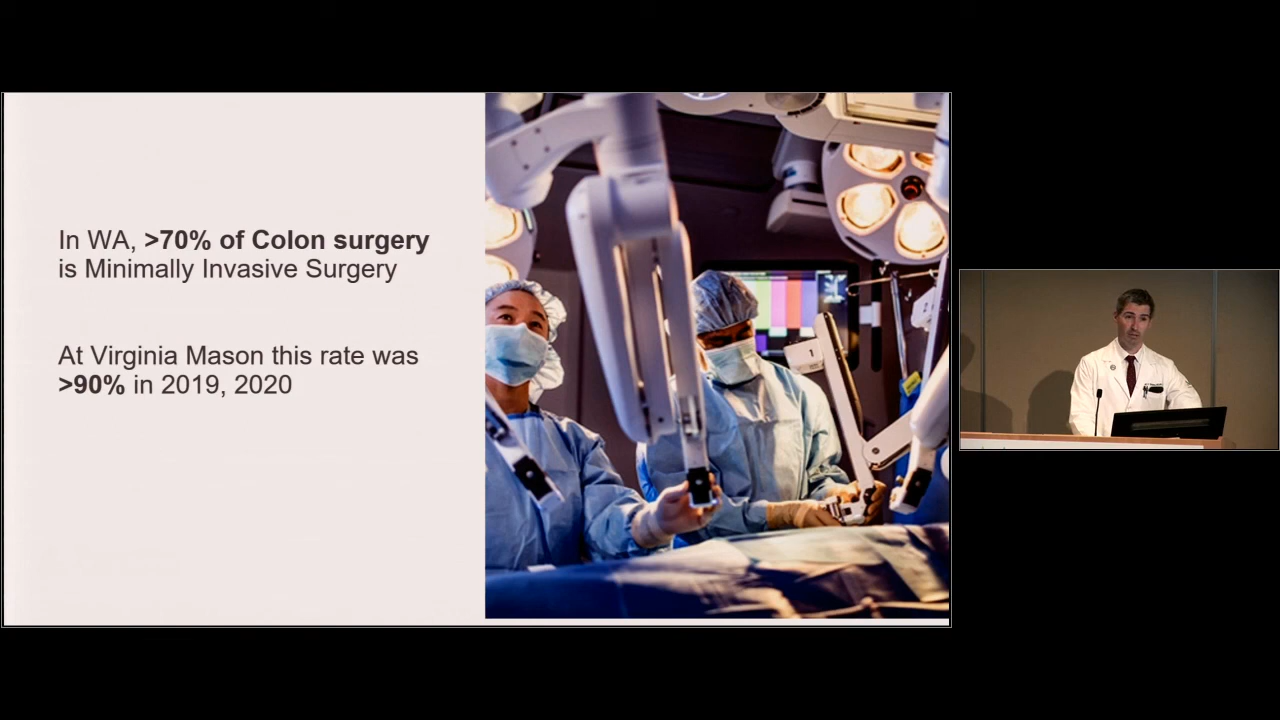 In WA, >70% of Colon surgery
is Minimally Invasive Surgery
At Virginia Mason this rate was
>90% in 2019, 2020